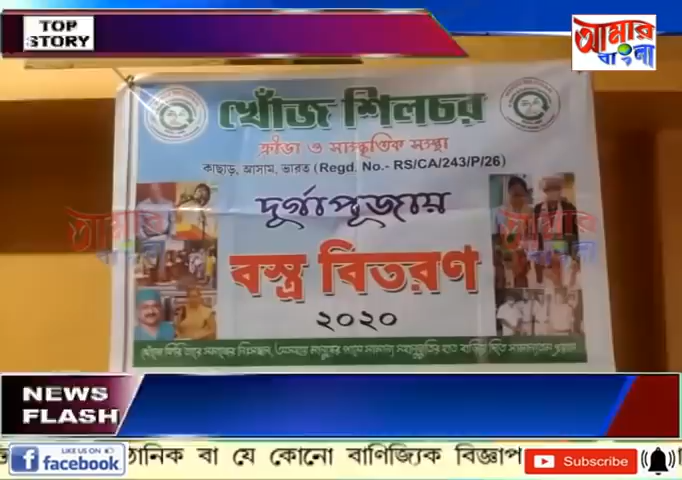 TOP STORY
আমার বাংলা
খোঁজ শিলচর
ক্রীড়া ও সাংস্কৃতিক সংস্থা
কাছাড়, আসাম, ভারত (Regd. No.- RS/CA/243/P/26)
দুর্গাপূজায়
বস্ত্র বিতরণ
২০২০
NEWS FLASH
আমার বাংলা
LIKE US ON
facebook
ঠানিক বা যে কোনো বাণিজ্যিক বিজ্ঞাপ
Subscribe